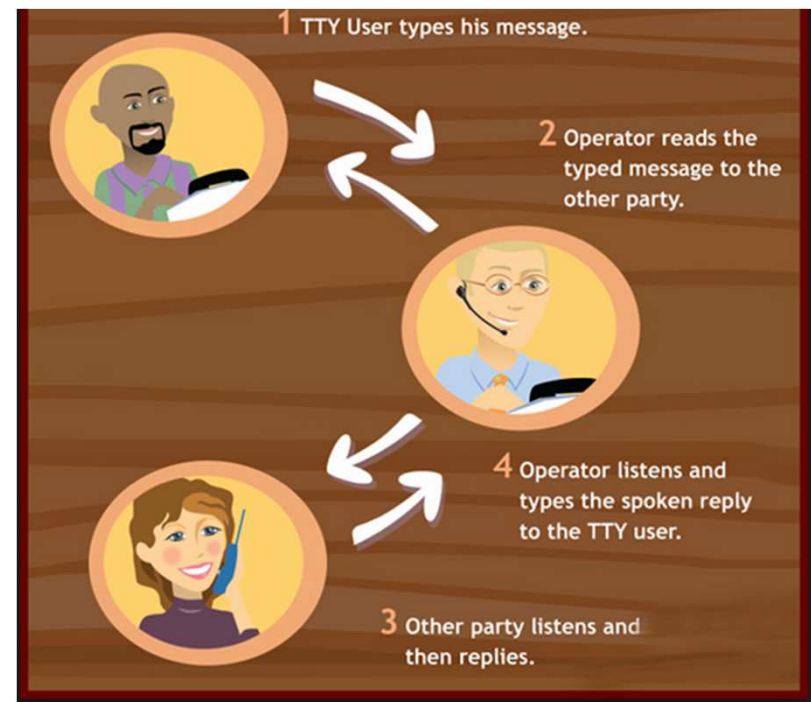 1 TTY User types his message.
2 Operator reads the
typed message to the
other party.
4 Operator listens and
types the spoken reply
to the TTY user.
3 Other party listens and
then replies.